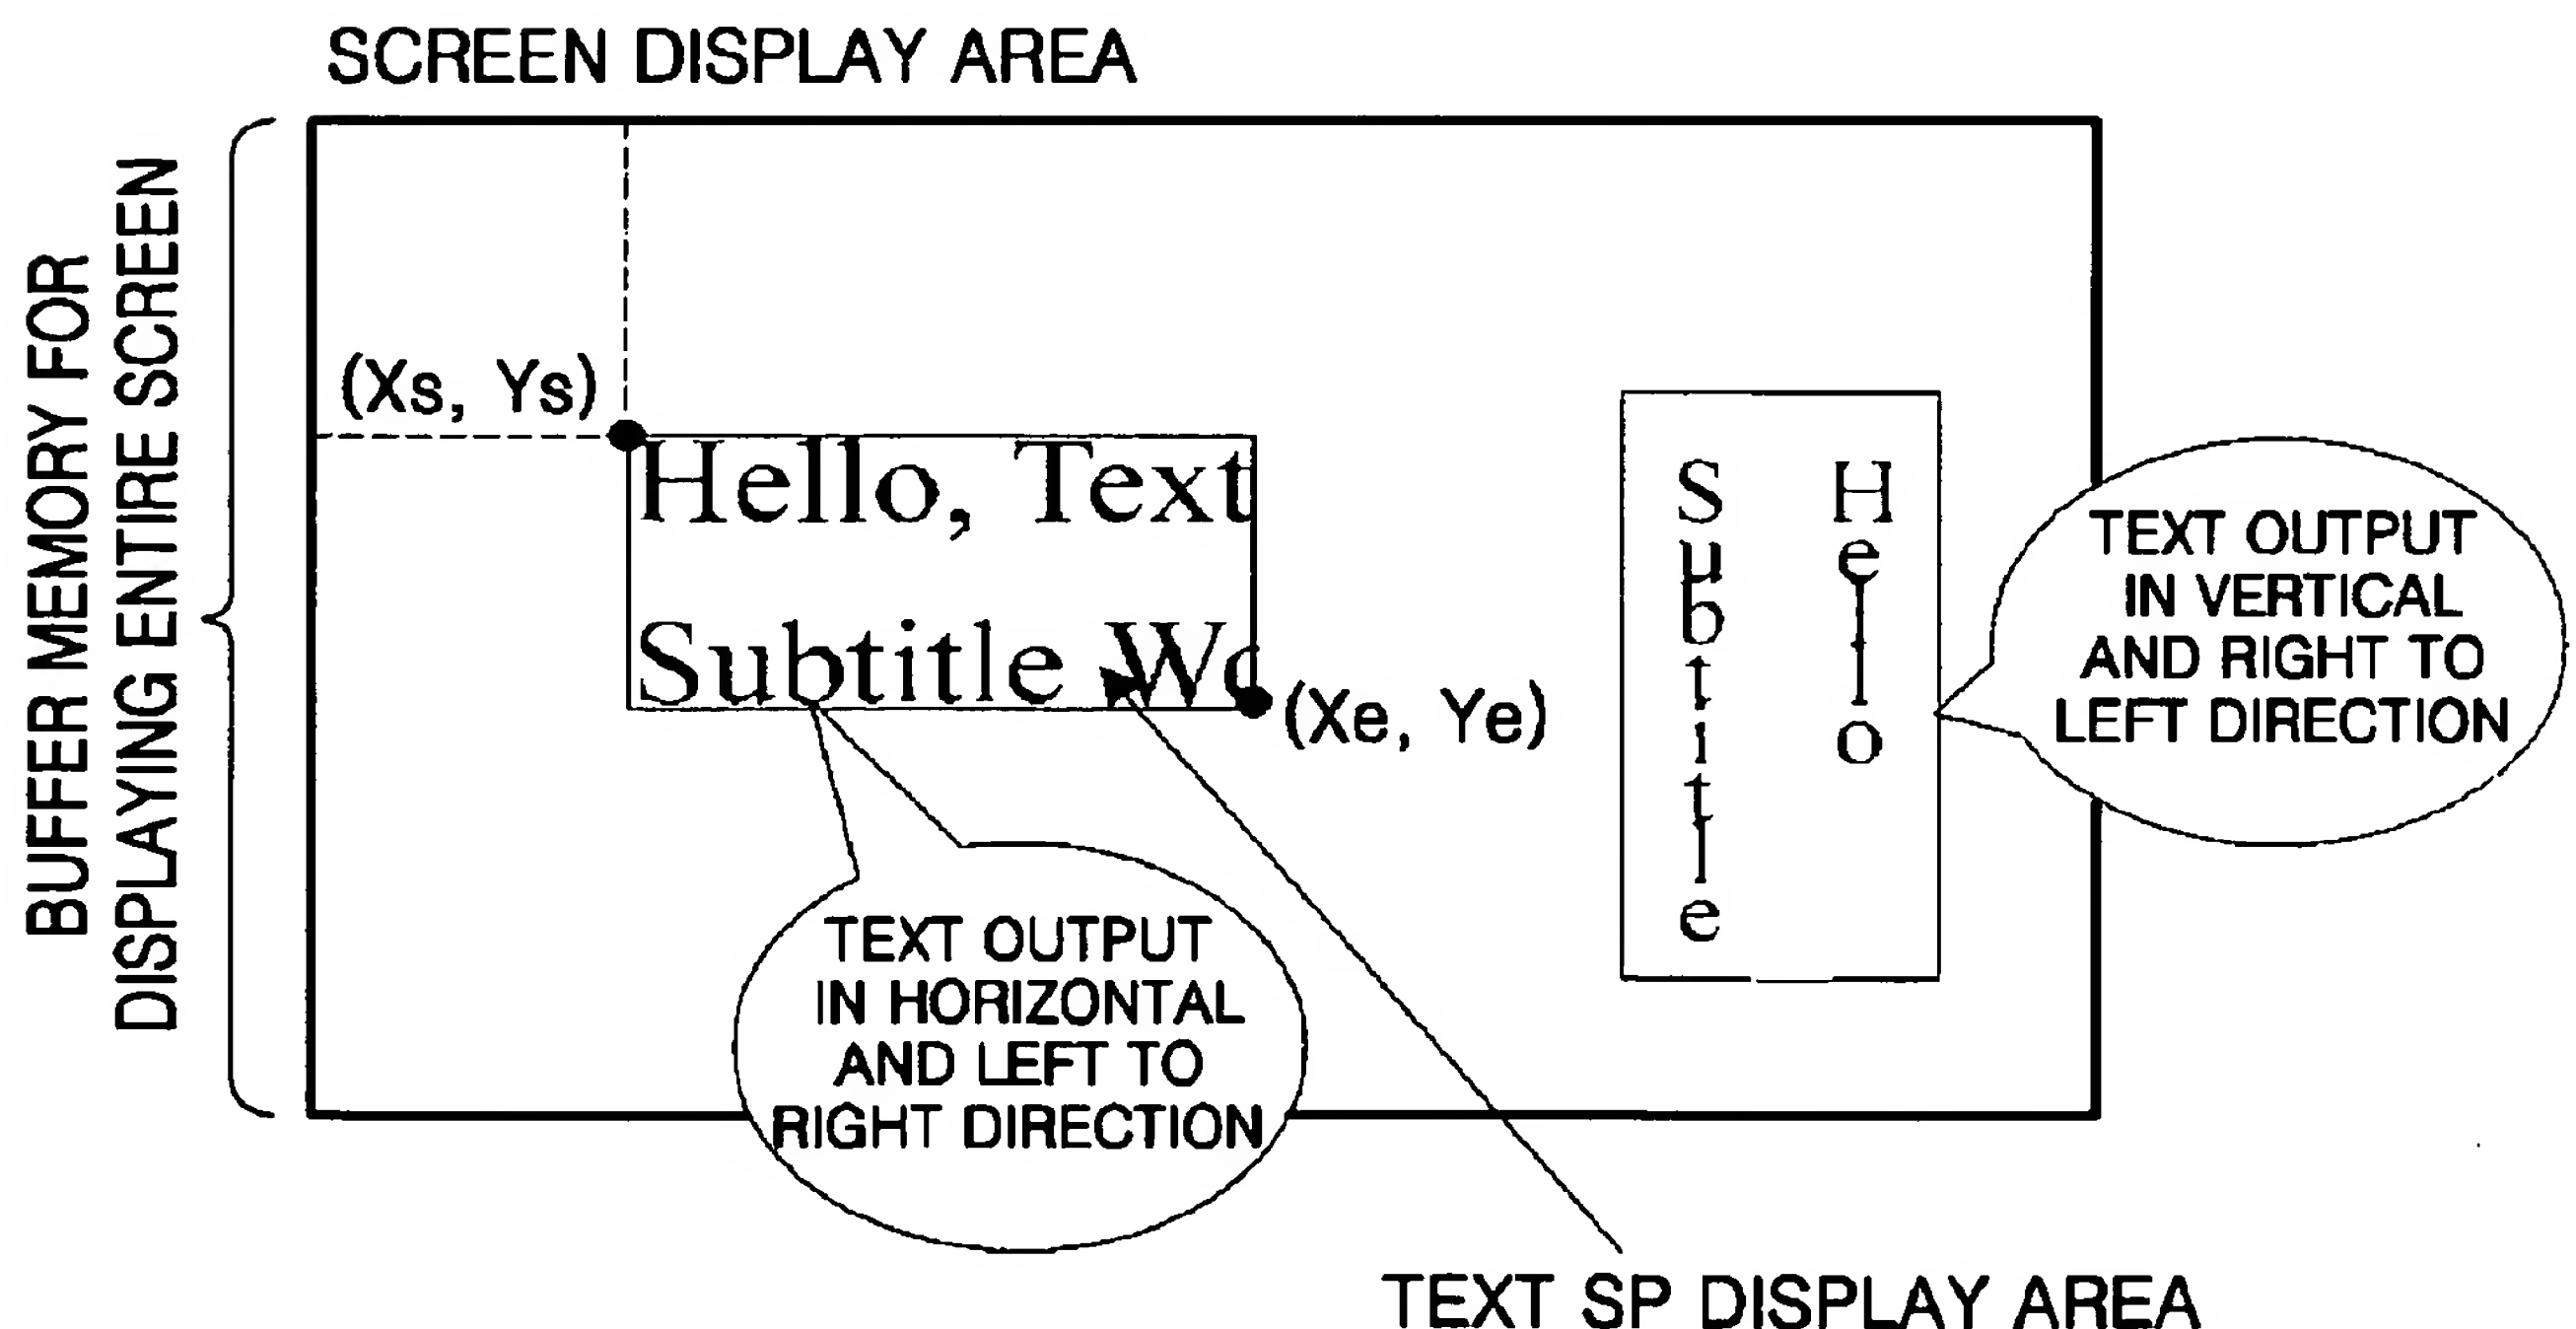 SCREEN DISPLAY AREA
BUFFER MEMORY FOR
DISPLAYING ENTIRE SCREEN
(Xs, Ys)
Hello, Text
Subtitle Wo
(Xe, Ye)
Hello
Subtitle
TEXT OUTPUT
IN VERTICAL
AND RIGHT TO
LEFT DIRECTION
TEXT OUTPUT
IN HORIZONTAL
AND LEFT TO
RIGHT DIRECTION
TEXT SP DISPLAY AREA